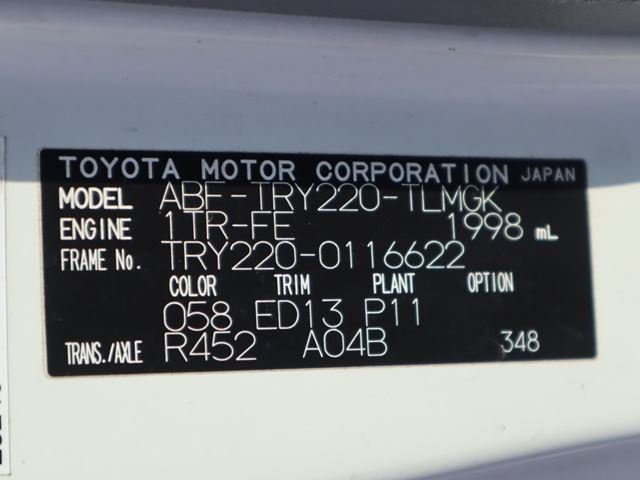 TOYOTA MOTOR CORPORATION JAPAN
MODEL ABF-TRY220-TLMGK
ENGINE 1TR-FE 1998 mL
FRAME No. TRY220-0116622
COLOR TRIM PLANT OPTION
058 ED13 P11
TRANS./AXLE R452 A04B 348